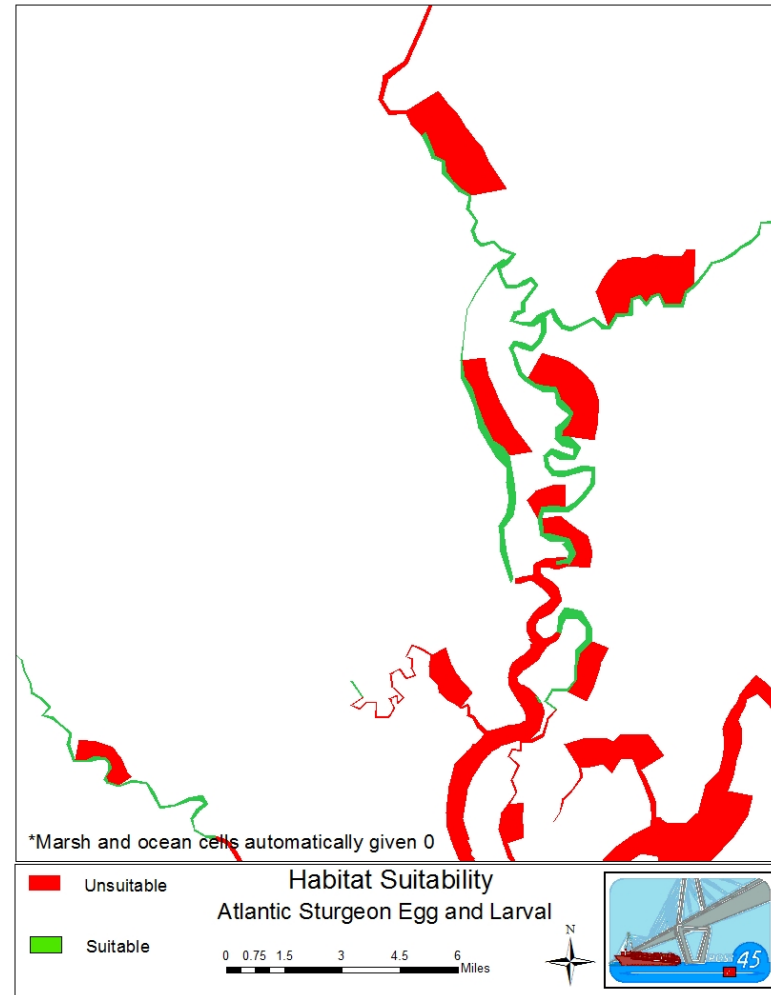 *Marsh and ocean cells automatically given 0
Unsuitable
Suitable
Habitat Suitability
Atlantic Sturgeon Egg and Larval
0 0.75 1.5 3 4.5 6
Miles
N
45